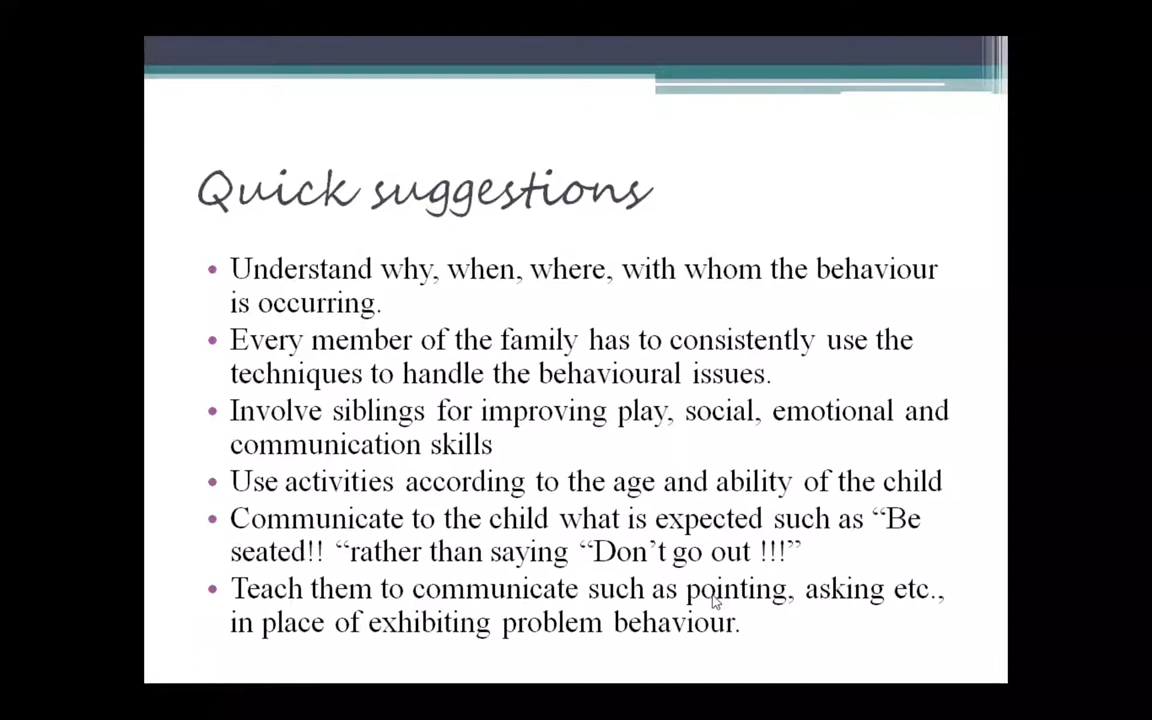 Quick suggestions
• Understand why, when, where, with whom the behaviour
is occurring.
• Every member of the family has to consistently use the
techniques to handle the behavioural issues.
• Involve siblings for improving play, social, emotional and
communication skills
• Use activities according to the age and ability of the child
• Communicate to the child what is expected such as “Be
seated!! “rather than saying “Don’t go out !!!”
• Teach them to communicate such as pointing, asking etc.,
in place of exhibiting problem behaviour.